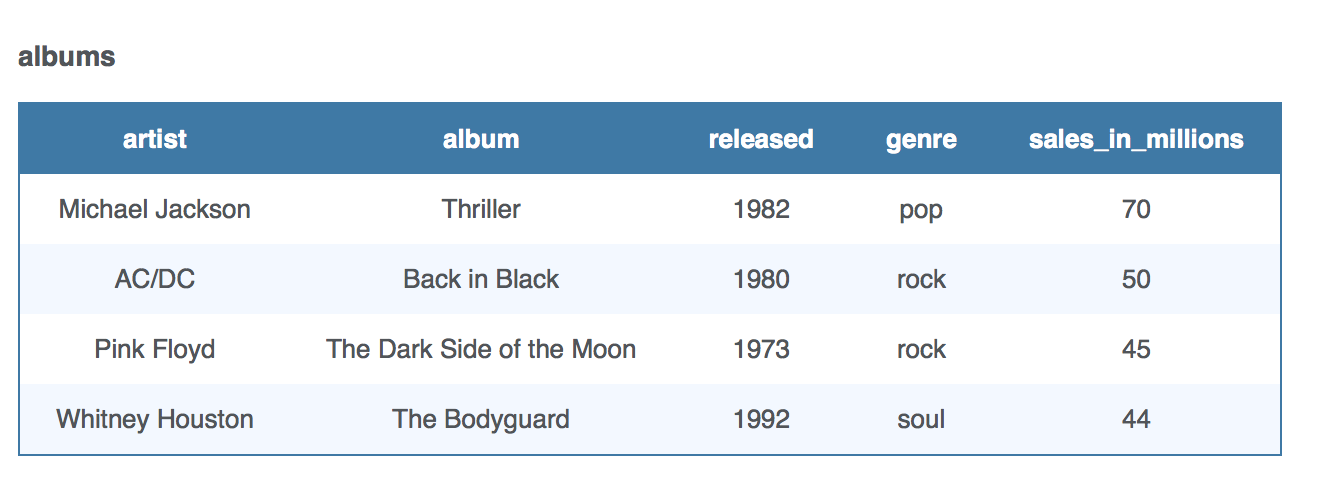 albums
artist album released genre sales_in_millions
Michael Jackson Thriller 1982 pop 70
AC/DC Back in Black 1980 rock 50
Pink Floyd The Dark Side of the Moon 1973 rock 45
Whitney Houston The Bodyguard 1992 soul 44